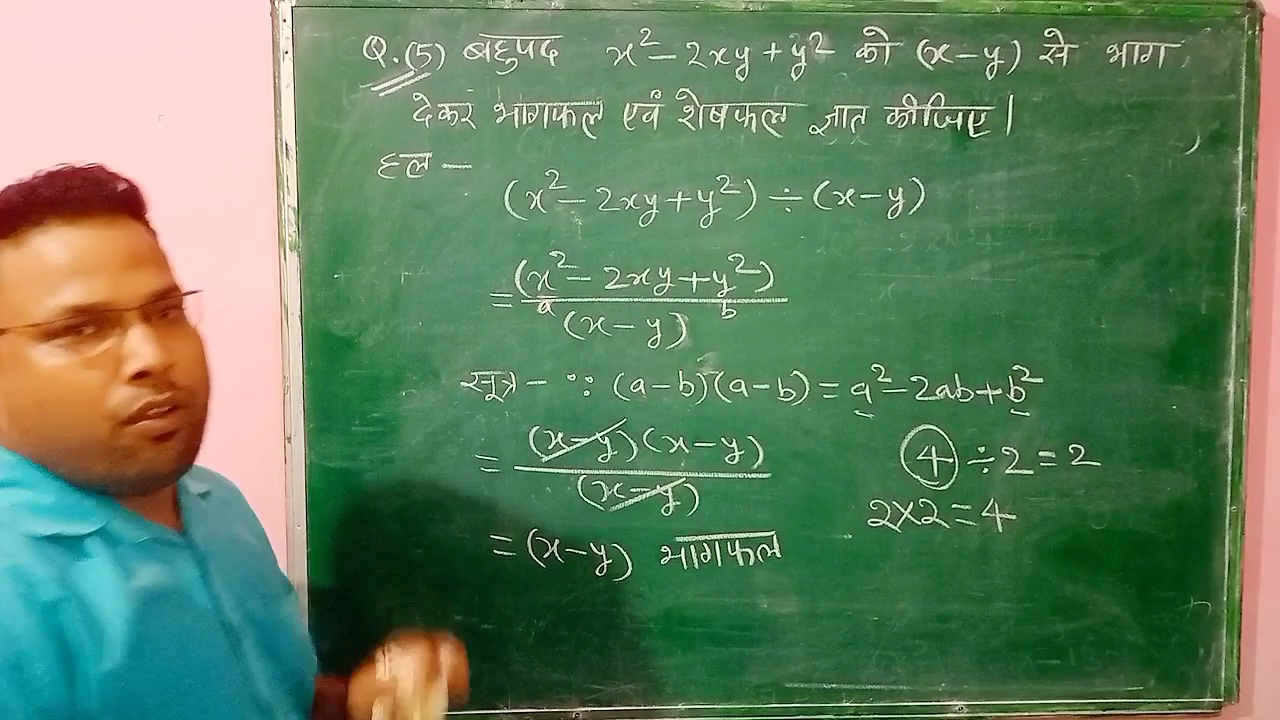 Q.(5) बहुपद x² - 2xy + y² को (x-y) से भाग
देकर भागफल एवं शेषफल ज्ञात कीजिए।
हल -
(x² - 2xy + y²) ÷ (x-y)
= (x² - 2xy + y²)
a b
(x-y)
सूत्र - ∵ (a-b)(a-b) = a² - 2ab + b²
= (x-y)(x-y)
(x-y)
4 ÷ 2 = 2
2×2=4
= (x-y) भागफल